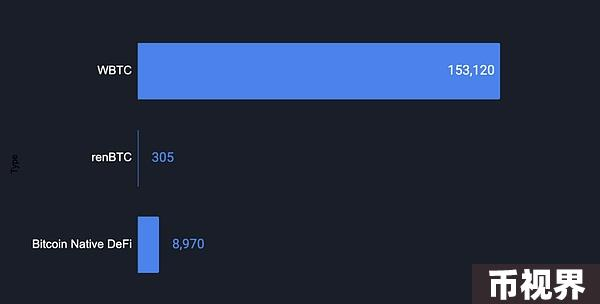 WBTC
153,120
renBTC
305
Type
Bitcoin Native DeFi
8,970
币视界